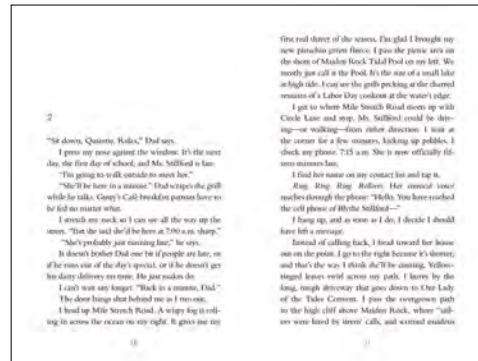 2
"Sit down, Quinnie. Relax," Dad says.
I press my nose against the window. It's the next
day, the first day of school, and Ms. Stillford is late.
"I'm going to walk outside to meet her."
"She'll be here in a minute." Dad scrapes the grill
while he talks. Gusty's Café breakfast patrons have to
be fed no matter what.
I stretch my neck so I can see all the way up the
street. "But she said she'd be here at 7:00 a.m. sharp."
"She's probably just running late," he says.
It doesn't bother Dad one bit if people are late, or
if he runs out of the day's special, or if he doesn't get
his dairy delivery on time. He just makes do.
I can't wait any longer. "Back in a minute, Dad."
The door bangs shut behind me as I run out.
I head up Mile Stretch Road. A wispy fog is roll-
ing in across the ocean on my right. It gives me my
first real shiver of the season. I'm glad I brought my
new pistachio green fleece. I pass the picnic area on
the shore of Maiden Rock Tidal Pool on my left. We
mostly just call it the Pool. It's the size of a small lake
at high tide. I can see the gulls pecking at the charred
remains of a Labor Day cookout at the water's edge.
I get to where Mile Stretch Road meets up with
Circle Lane and stop. Ms. Stillford could be driv-
ing—or walking—from either direction. I wait at
the corner for a few minutes, kicking up pebbles. I
check my phone. 7:15 a.m. She is now officially fif-
teen minutes late.
I find her name on my contact list and tap it.
Ring. Ring. Ring. Her musical voice
reaches through the phone: "Hello. You have reached
the cell phone of Blythe Stillford—"
I hang up, and as soon as I do, I decide I should
have left a message.
Instead of calling back, I head toward her house
out on the point. I go to the right because it's shorter,
and that's the way I think she'll be coming. Yellow-
tinged leaves swirl across my path. I hurry by the
long, rough driveway that goes down to Our Lady
of the Tides Convent. I pass the overgrown path
to the high cliff above Maiden Rock, where "sail-
ors were lured by sirens' calls, and worried maidens